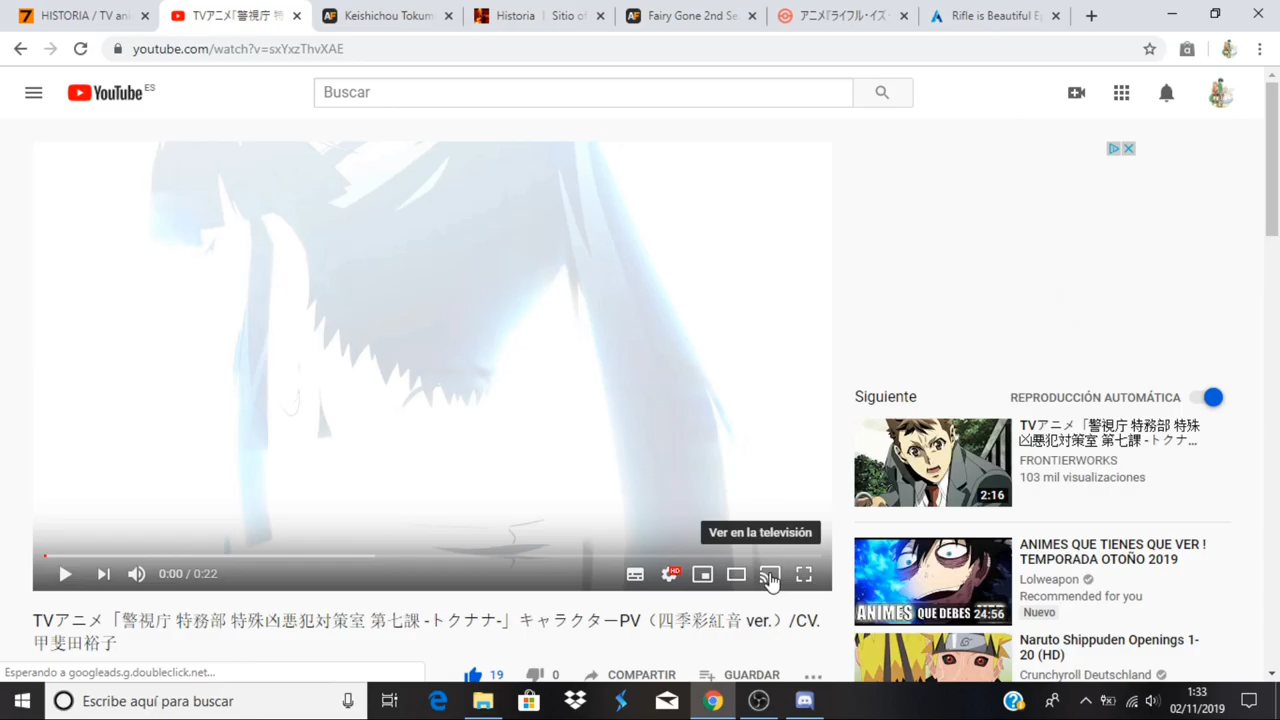 HISTORIA / TV ani
TVアニメ「警視庁 特
Keishichou Tokum
Historia | Sitio of
Fairy Gone 2nd Se
アニメ『ライフル・イズ・
Rifle is Beautiful Ep
youtube.com/watch?v=sxYxzThvXAE
YouTube ES
Buscar
Siguiente
REPRODUCCIÓN AUTOMÁTICA
TVアニメ「警視庁 特務部 特殊
凶悪犯対策室 第七課 -トクナ...
FRONTIERWORKS
103 mil visualizaciones
2:16
Ver en la televisión
0:00 / 0:22
HD
ANIMES QUE TIENES QUE VER !
TEMPORADA OTOÑO 2019
Lolweapon
Recommended for you
Nuevo
ANIMES QUE DEBES VER
24:56
TVアニメ「警視庁 特務部 特殊凶悪犯対策室 第七課 -トクナナ-」キャラクターPV（四季彩紅音 ver.）/CV.
甲斐田裕子
Naruto Shippuden Openings 1-
20 (HD)
Crunchyroll Deutschland
Esperando a googleads.g.doubleclick.net...
19
0
COMPARTIR
GUARDAR
Escribe aquí para buscar
1:33
02/11/2019